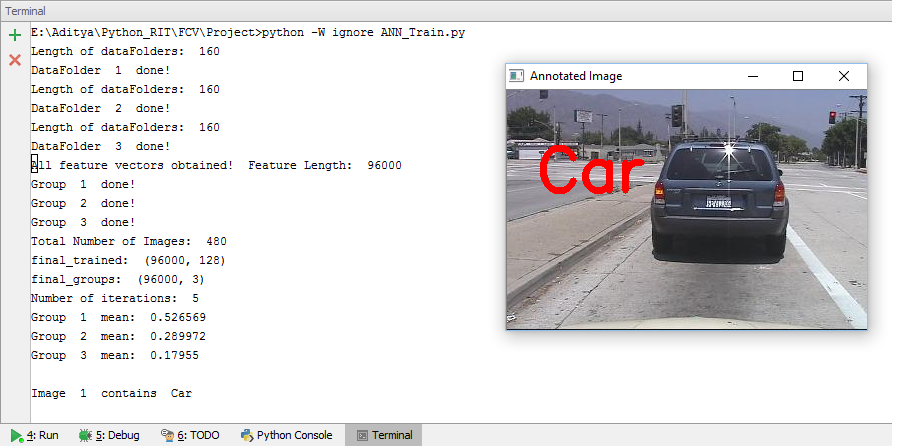 Terminal
E:\Aditya\Python_RIT\FCV\Project>python -W ignore ANN_Train.py
Length of dataFolders:  160
DataFolder  1  done!
Length of dataFolders:  160
DataFolder  2  done!
Length of dataFolders:  160
DataFolder  3  done!
All feature vectors obtained!  Feature Length:  96000
Group  1  done!
Group  2  done!
Group  3  done!
Total Number of Images:  480
final_trained:  (96000, 128)
final_groups:  (96000, 3)
Number of iterations:  5
Group  1  mean:  0.526569
Group  2  mean:  0.289972
Group  3  mean:  0.17955
Image  1  contains  Car
Annotated Image
Car
4: Run  5: Debug  6: TODO  Python Console  Terminal